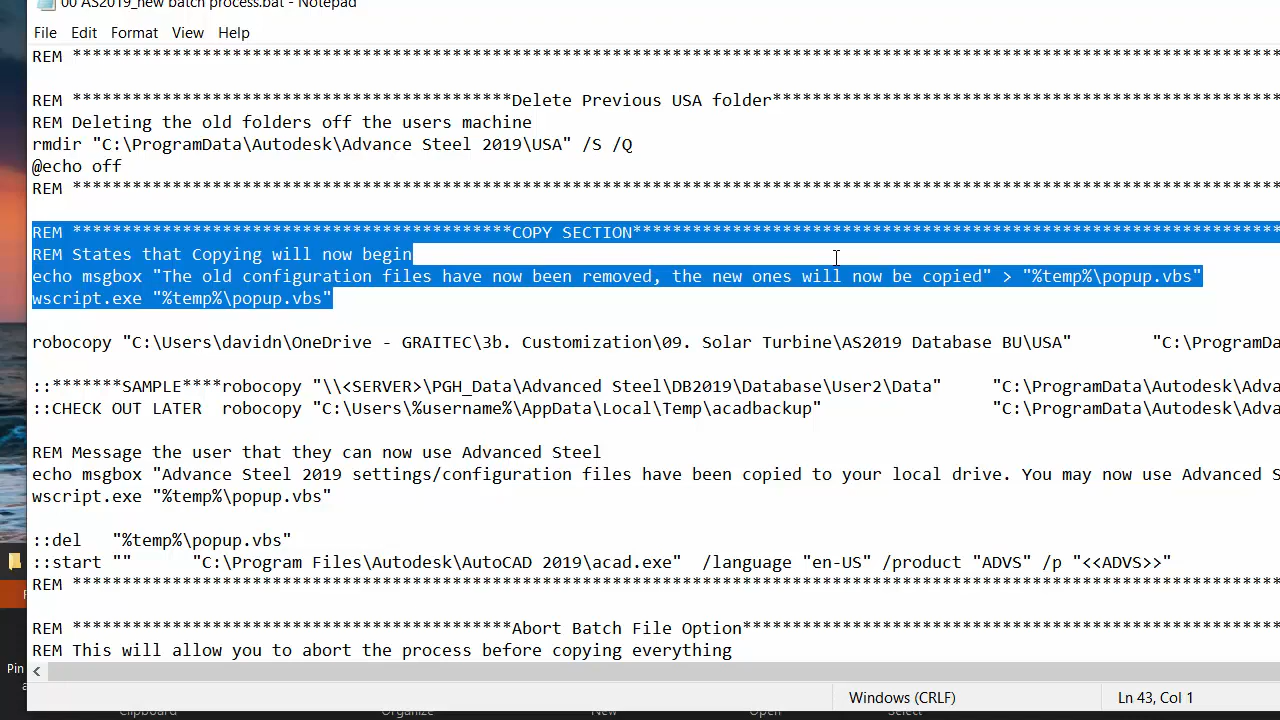 00 AS2019_new batch process.bat - Notepad
File Edit Format View Help
REM ************************************************************************************************************************************
REM ********************************************Delete Previous USA folder***************************************************
REM Deleting the old folders off the users machine
rmdir "C:\ProgramData\Autodesk\Advance Steel 2019\USA" /S /Q
@echo off
REM ************************************************************************************************************************************
REM ********************************************COPY SECTION*****************************************************************
REM States that Copying will now begin
echo msgbox "The old configuration files have now been removed, the new ones will now be copied" > "%temp%\popup.vbs"
wscript.exe "%temp%\popup.vbs"
robocopy "C:\Users\davidn\OneDrive - GRAITEC\3b. Customization\09. Solar Turbine\AS2019 Database BU\USA" "C:\ProgramDa
::*******SAMPLE****robocopy "\\<SERVER>\PGH_Data\Advanced Steel\DB2019\Database\User2\Data" "C:\ProgramData\Autodesk\Adva
::CHECK OUT LATER robocopy "C:\Users\%username%\AppData\Local\Temp\acadbackup" "C:\ProgramData\Autodesk\Adva
REM Message the user that they can now use Advanced Steel
echo msgbox "Advance Steel 2019 settings/configuration files have been copied to your local drive. You may now use Advanced S
wscript.exe "%temp%\popup.vbs"
::del "%temp%\popup.vbs"
::start "" "C:\Program Files\Autodesk\AutoCAD 2019\acad.exe" /language "en-US" /product "ADVS" /p "<<ADVS>>"
REM ************************************************************************************************************************************
REM ********************************************Abort Batch File Option******************************************************
REM This will allow you to abort the process before copying everything
Pin
Windows (CRLF) Ln 43, Col 1
Clipboard Organize New Open Select